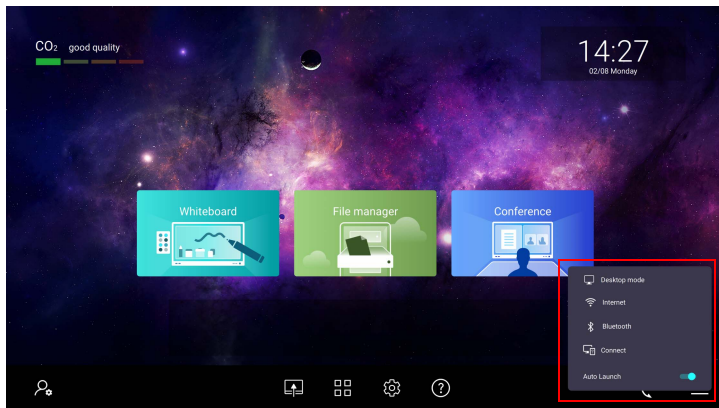 CO2 good quality
14:27
02/08 Monday
Whiteboard
File manager
Conference
Desktop mode
Internet
Bluetooth
Connect
Auto Launch